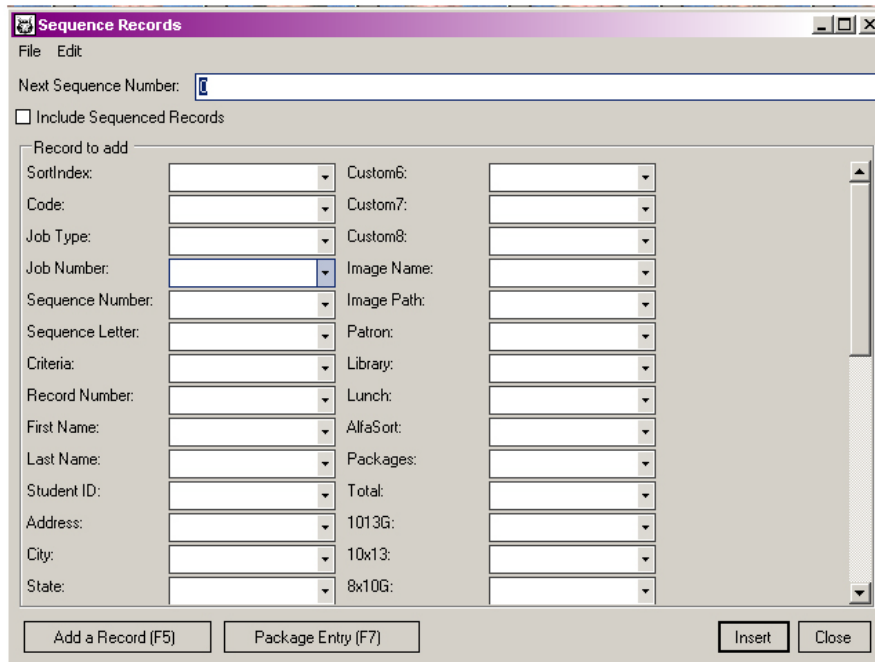 Sequence Records
File Edit
Next Sequence Number: 0
Include Sequenced Records
Record to add
SortIndex: Custom6:
Code: Custom7:
Job Type: Custom8:
Job Number: Image Name:
Sequence Number: Image Path:
Sequence Letter: Patron:
Criteria: Library:
Record Number: Lunch:
First Name: AlfaSort:
Last Name: Packages:
Student ID: Total:
Address: 1013G:
City: 10x13:
State: 8x10G:
Add a Record (F5) Package Entry (F7) Insert Close